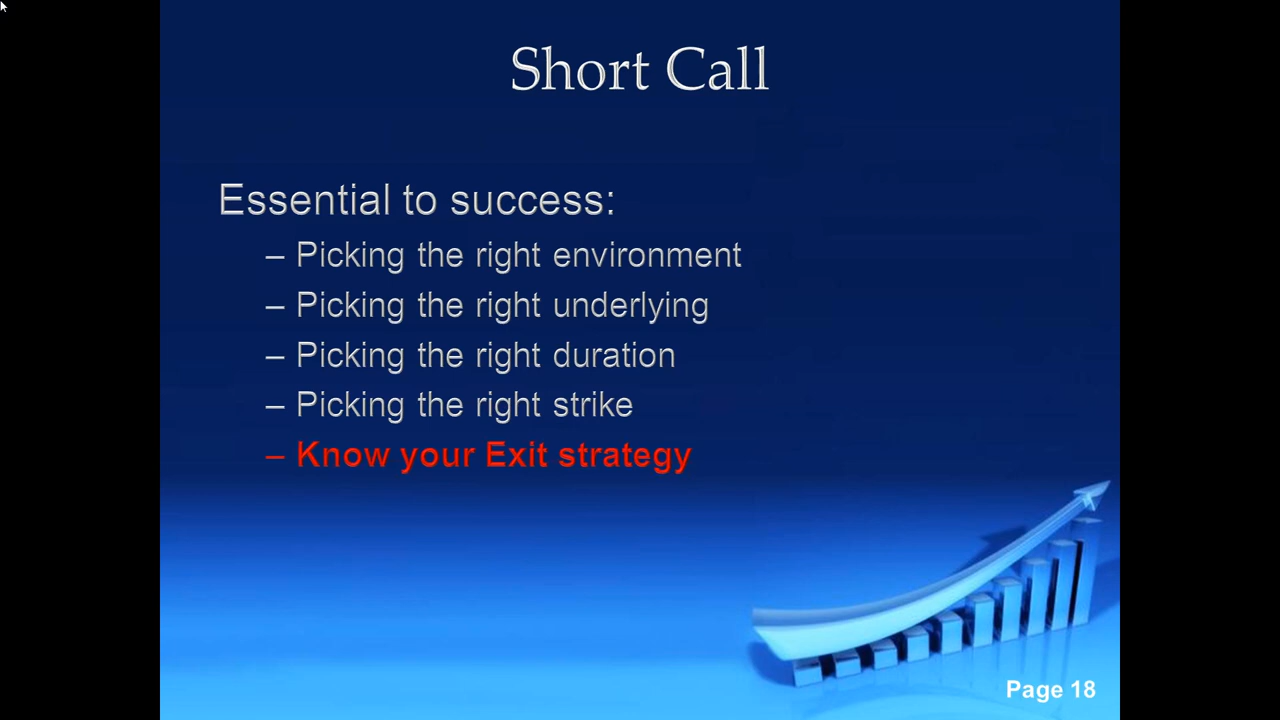 Short Call
Essential to success:
– Picking the right environment
– Picking the right underlying
– Picking the right duration
– Picking the right strike
– Know your Exit strategy
Page 18